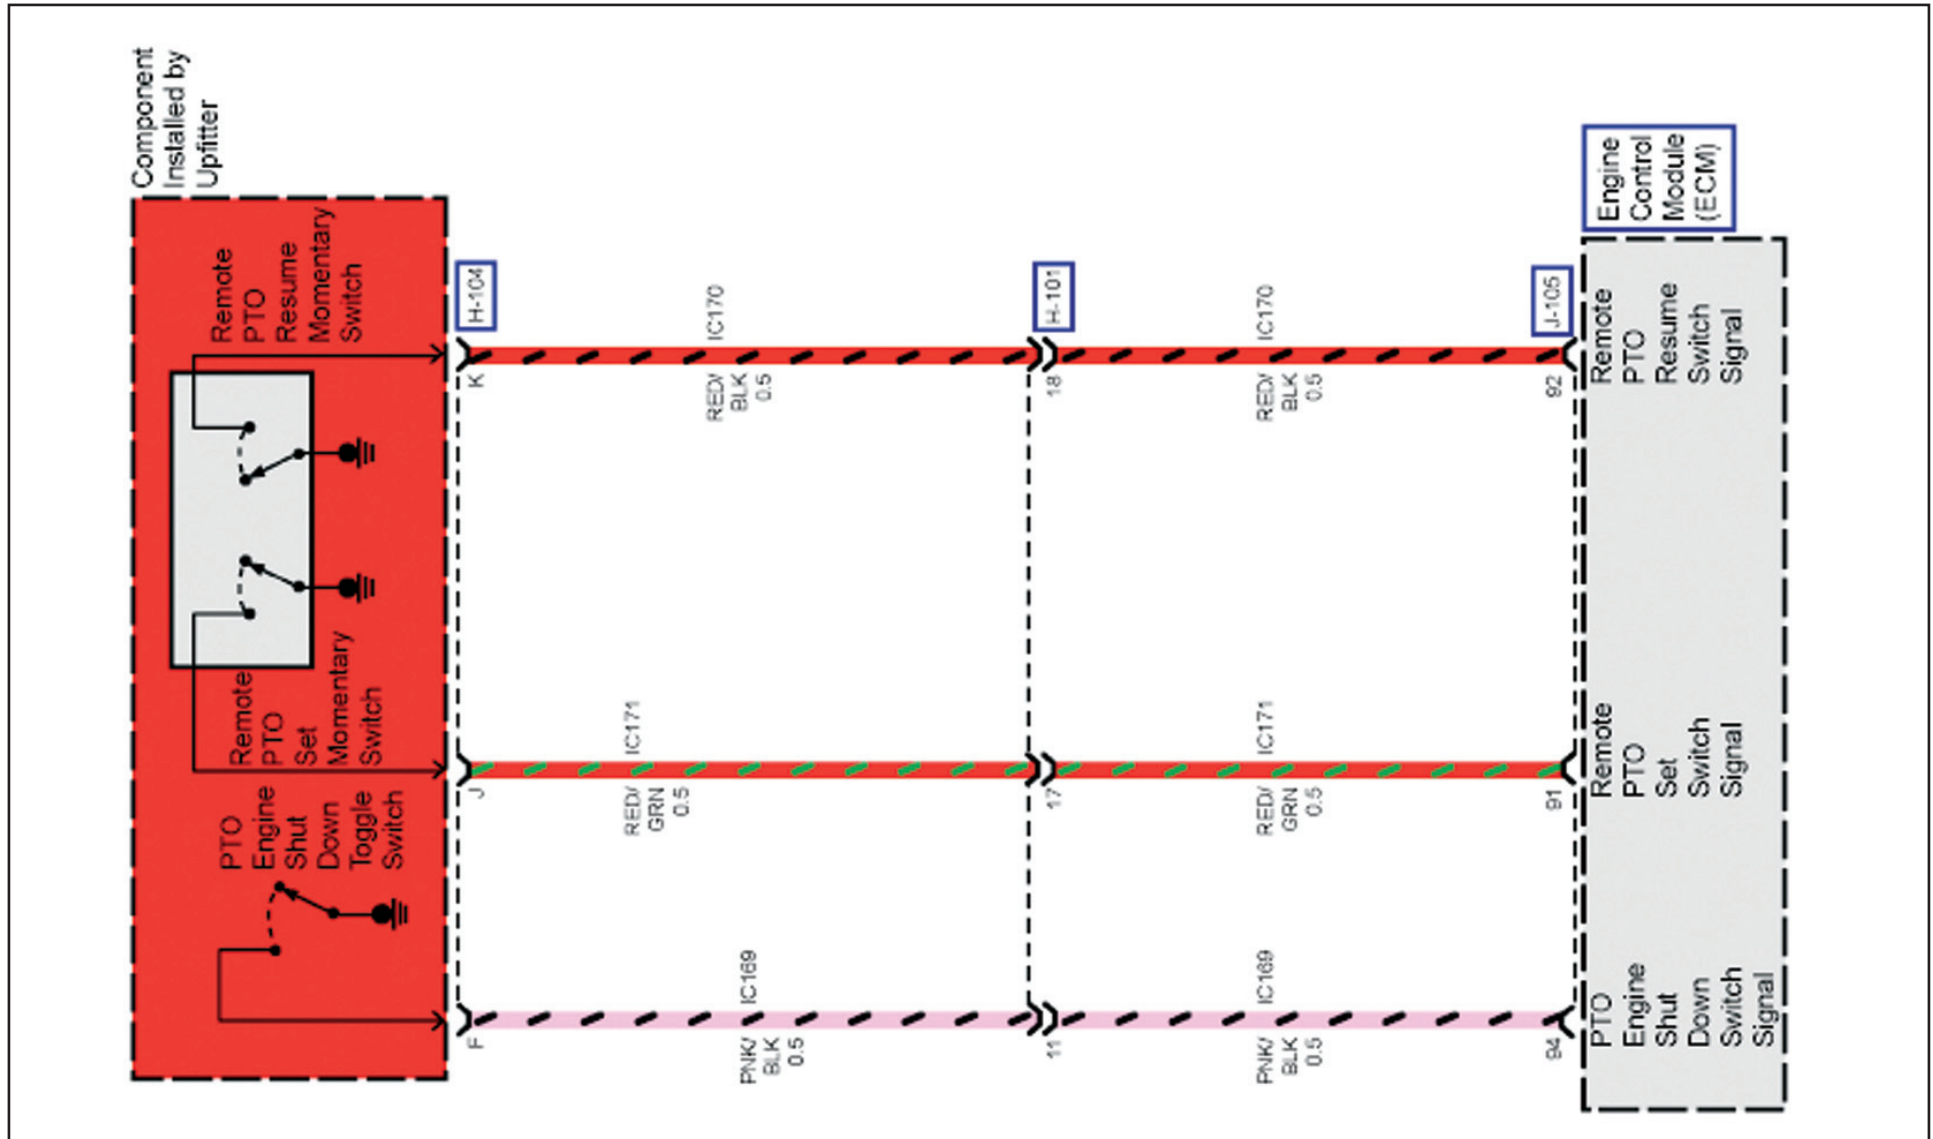 Component
Installed by
Upfitter
Remote
PTO
Resume
Momentary
Switch
Remote
PTO
Set
Momentary
Switch
PTO
Engine
Shut
Down
Toggle
Switch
H-104
K
IC170
RED/
BLK
0.5
H-101
18
IC170
RED/
BLK
0.5
J-105
92
J
IC171
RED/
GRN
0.5
17
IC171
RED/
GRN
0.5
91
F
IC169
PNK/
BLK
0.5
11
IC169
PNK/
BLK
0.5
94
Engine
Control
Module
(ECM)
Remote
PTO
Resume
Switch
Signal
Remote
PTO
Set
Switch
Signal
PTO
Engine
Shut
Down
Switch
Signal